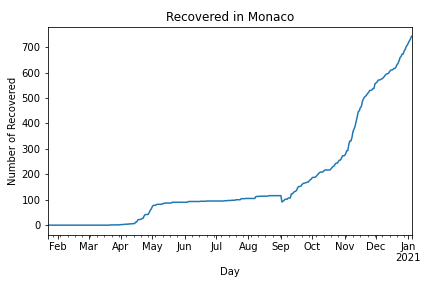 Recovered in Monaco
Number of Recovered
700
600
500
400
300
200
100
0
Feb Mar Apr May Jun Jul Aug Sep Oct Nov Dec Jan
2021
Day